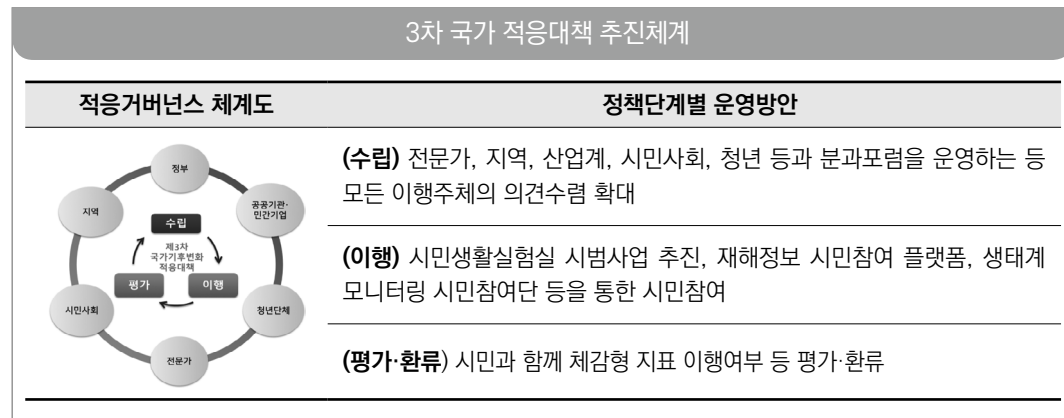 3차 국가 적응대책 추진체계
적응거버넌스 체계도
정책단계별 운영방안
정부
공공기관·
민간기업
청년단체
전문가
시민사회
지역
수립
이행
평가
제3차
국가기후변화
적응대책
(수립) 전문가, 지역, 산업계, 시민사회, 청년 등과 분과포럼을 운영하는 등
모든 이행주체의 의견수렴 확대
(이행) 시민생활실험실 시범사업 추진, 재해정보 시민참여 플랫폼, 생태계
모니터링 시민참여단 등을 통한 시민참여
(평가·환류) 시민과 함께 체감형 지표 이행여부 등 평가·환류